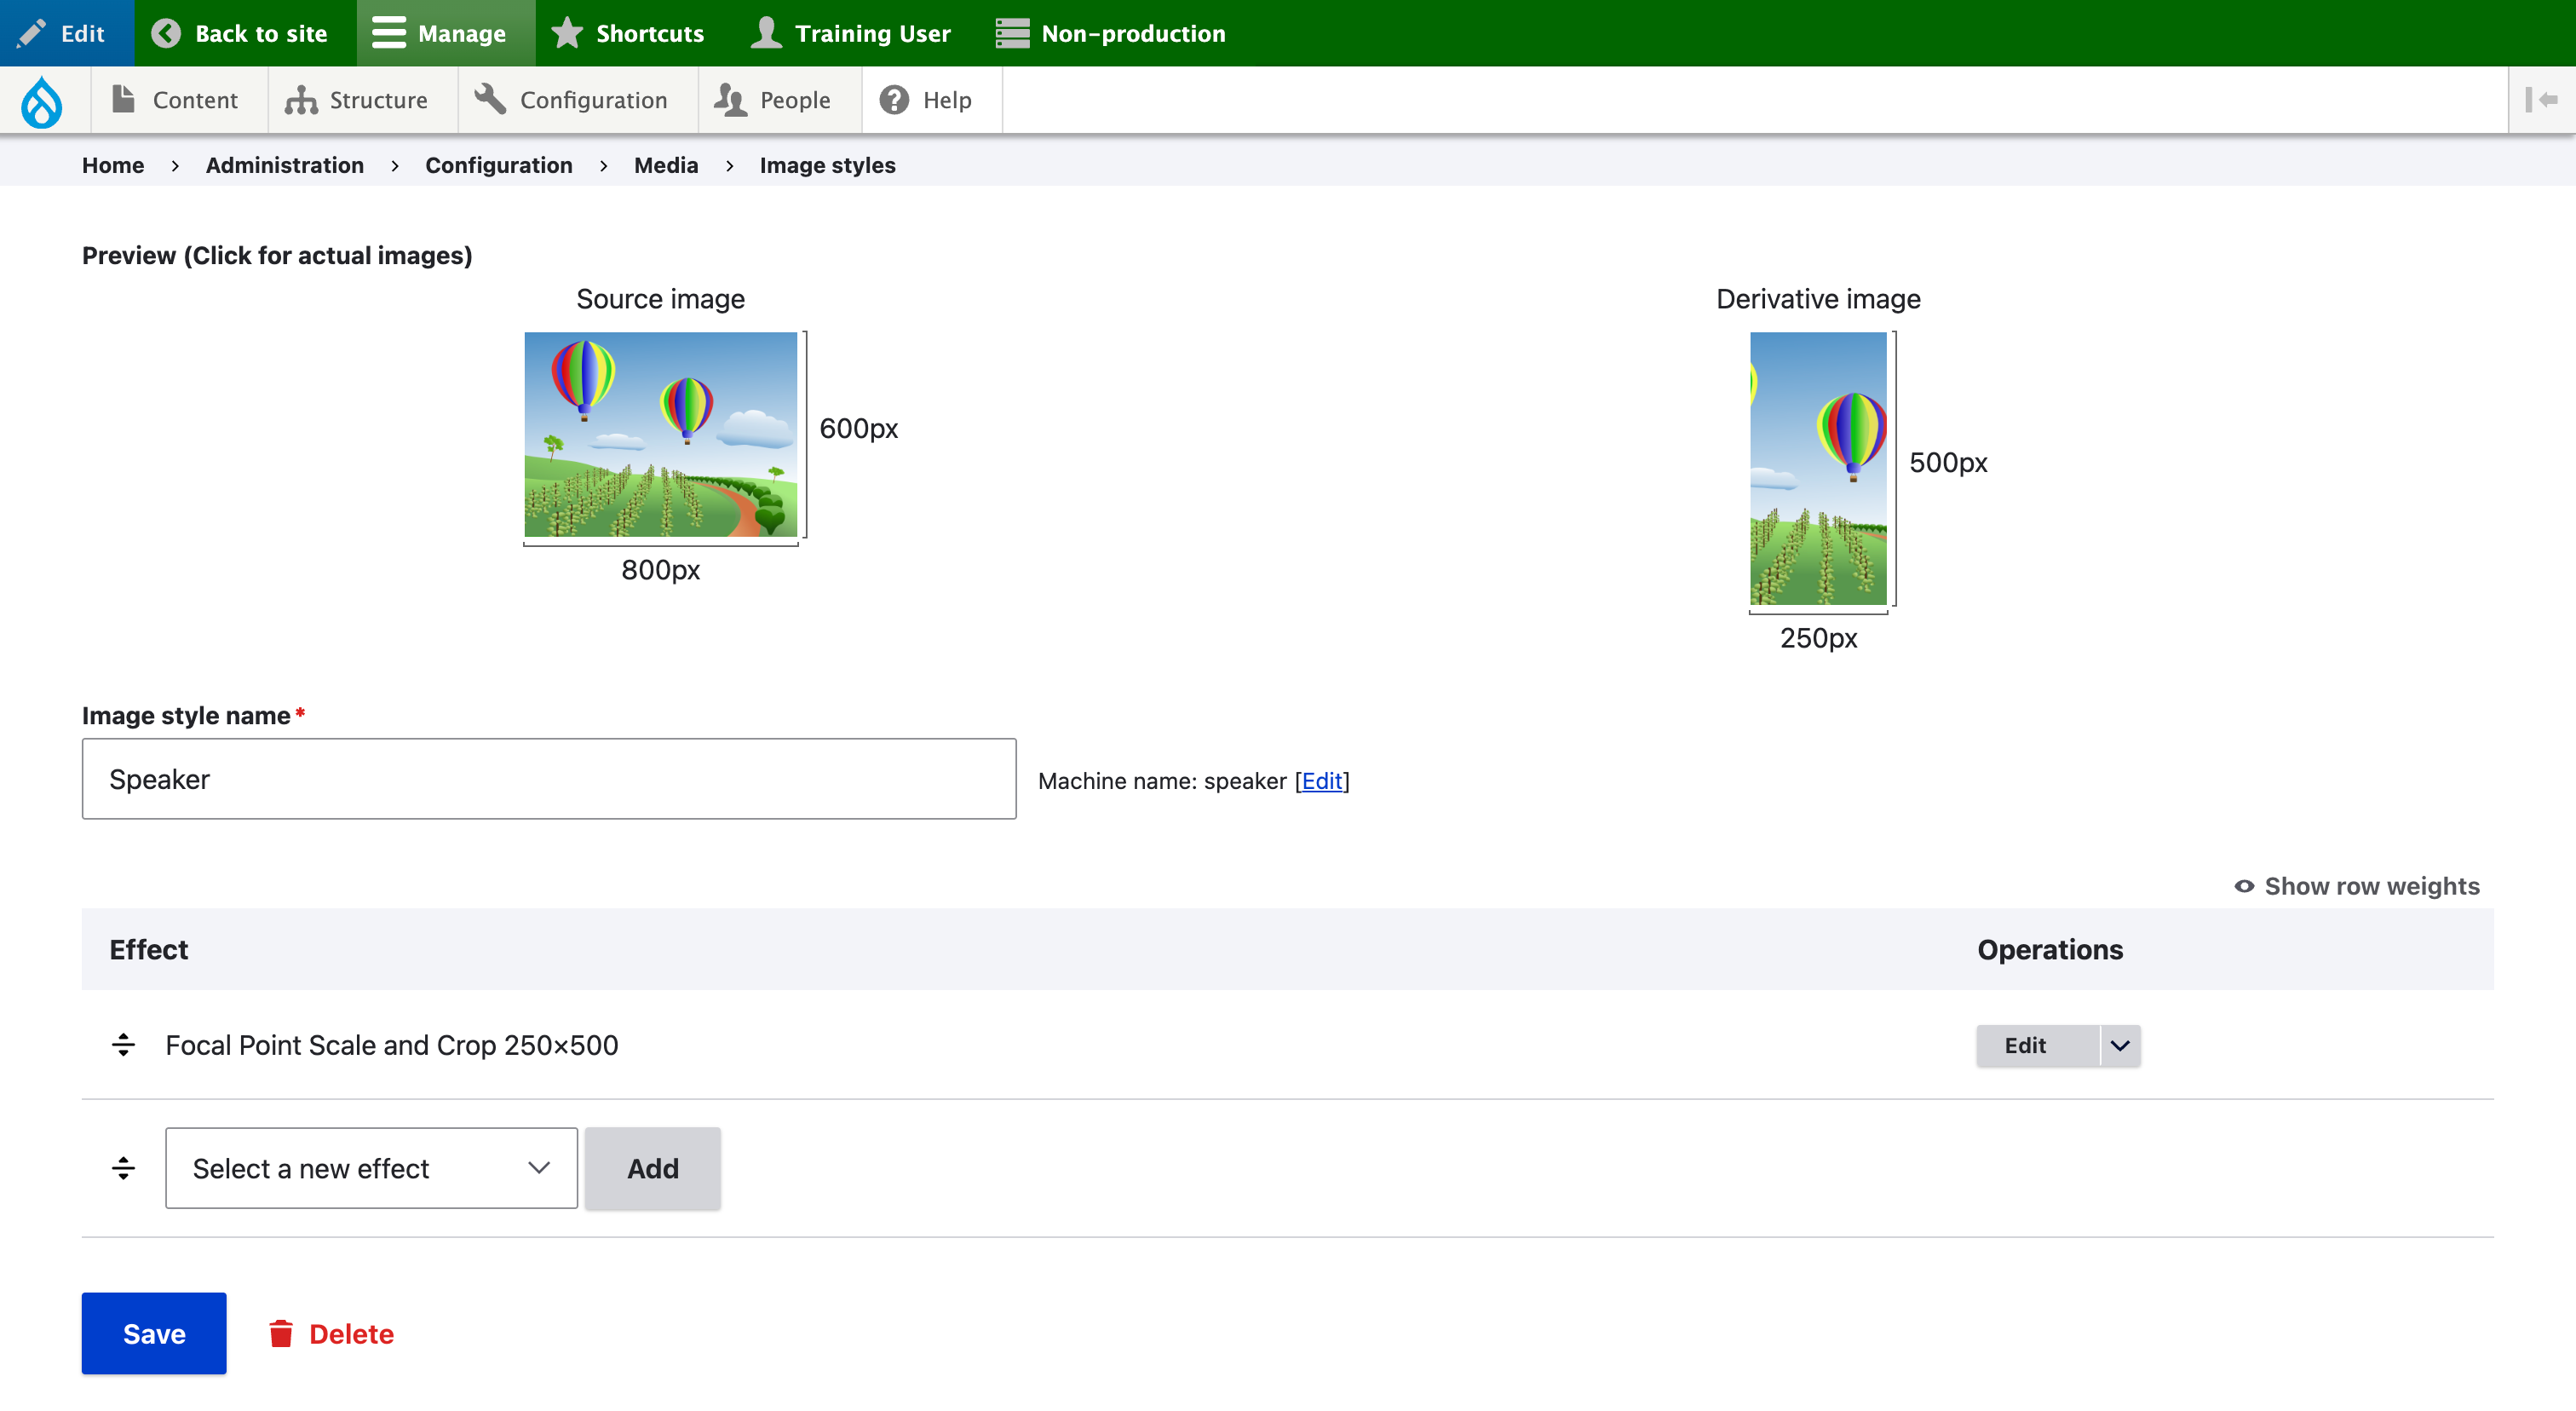 Edit Back to site Manage Shortcuts Training User Non-production
Content Structure Configuration People Help
Home › Administration › Configuration › Media › Image styles
Preview (Click for actual images)
Source image
600px
800px
Derivative image
500px
250px
Image style name*
Speaker
Machine name: speaker [Edit]
Show row weights
Effect Operations
Focal Point Scale and Crop 250×500 Edit
Select a new effect Add
Save Delete